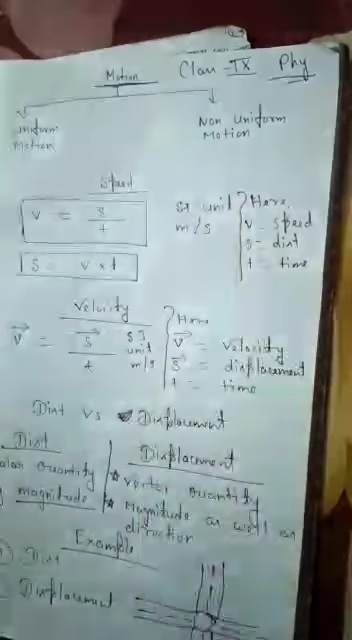 Motion Class - IX Phy
Uniform Motion
Non Uniform Motion
Speed
v = s/t
SI unit m/s
Here,
v = speed
s = dist
t = time
s = v x t
Velocity
v⃗ = s⃗/t
SI unit m/s
Here
v⃗ = velocity
s⃗ = displacement
t = time
Dist vs Displacement
Dist
alar quantity
magnitude
Displacement
* vector quantity
* Magnitude as well as direction
Example
Dist
Displacement